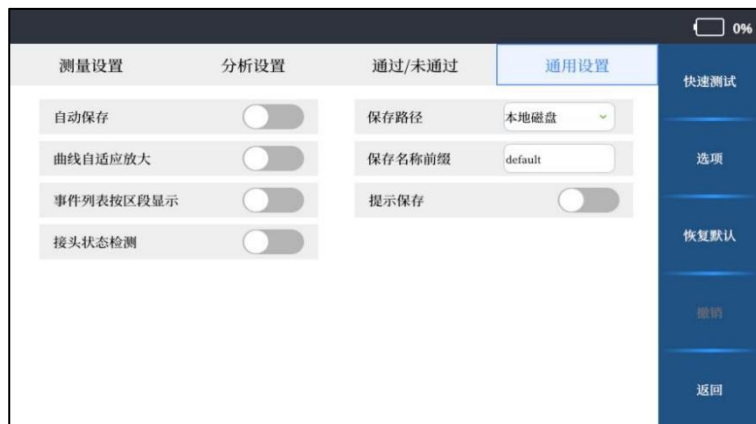 0%
测量设置 分析设置 通过/未通过 通用设置
自动保存
曲线自适应放大
事件列表按区段显示
接头状态检测
保存路径 本地磁盘
保存名称前缀 default
提示保存
快速测试
选项
恢复默认
撤销
返回